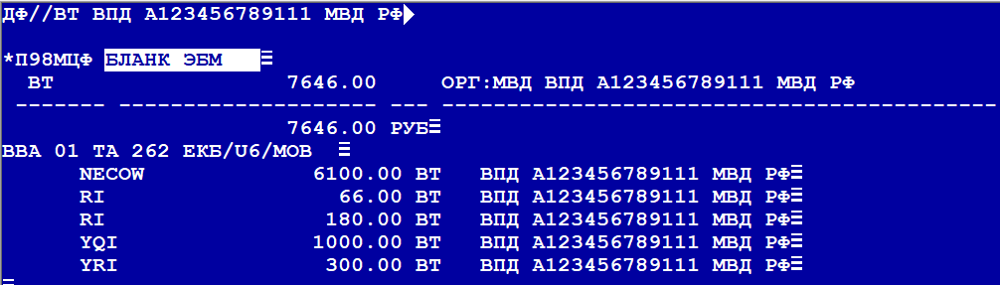 ДФ//ВТ ВПД А123456789111 МВД РФ
*П98МЦФ БЛАНК ЭБМ
ВТ 7646.00 ОРГ:МВД ВПД А123456789111 МВД РФ
------- -------------------- --- -------------------------------------------
7646.00 РУБ
ВВА 01 ТА 262 ЕКБ/U6/МОВ
NECOW 6100.00 ВТ ВПД А123456789111 МВД РФ
RI 66.00 ВТ ВПД А123456789111 МВД РФ
RI 180.00 ВТ ВПД А123456789111 МВД РФ
YQI 1000.00 ВТ ВПД А123456789111 МВД РФ
YRI 300.00 ВТ ВПД А123456789111 МВД РФ